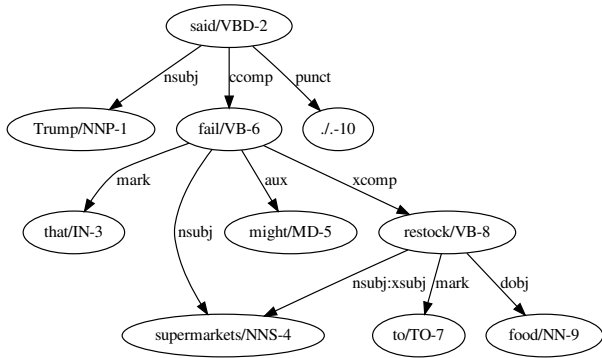 said/VBD-2
nsubj ccomp punct
Trump/NNP-1 fail/VB-6 ./.-10
mark nsubj aux xcomp
that/IN-3 might/MD-5 restock/VB-8
nsubj:xsubj mark dobj
supermarkets/NNS-4 to/TO-7 food/NN-9